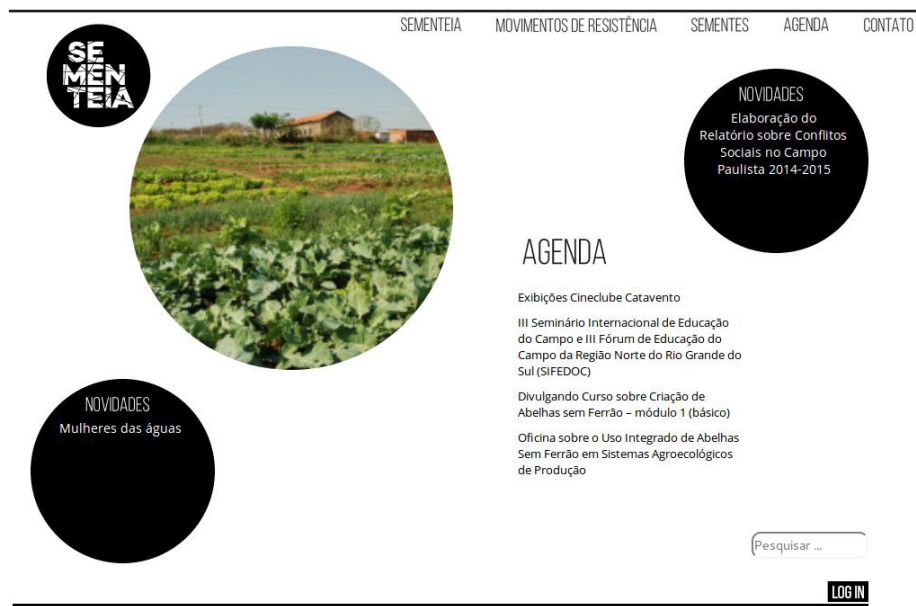 SEMENTEIA
MOVIMENTOS DE RESISTÊNCIA
SEMENTES
AGENDA
CONTATO
SE
MEN
TEIA
NOVIDADES
Elaboração do
Relatório sobre Conflitos
Sociais no Campo
Paulista 2014-2015
AGENDA
Exibições Cineclube Catavento
III Seminário Internacional de Educação
do Campo e III Fórum de Educação do
Campo da Região Norte do Rio Grande do
Sul (SIFEDOC)
Divulgando Curso sobre Criação de
Abelhas sem Ferrão – módulo 1 (básico)
Oficina sobre o Uso Integrado de Abelhas
Sem Ferrão em Sistemas Agroecológicos
de Produção
NOVIDADES
Mulheres das águas
Pesquisar ...
LOG IN